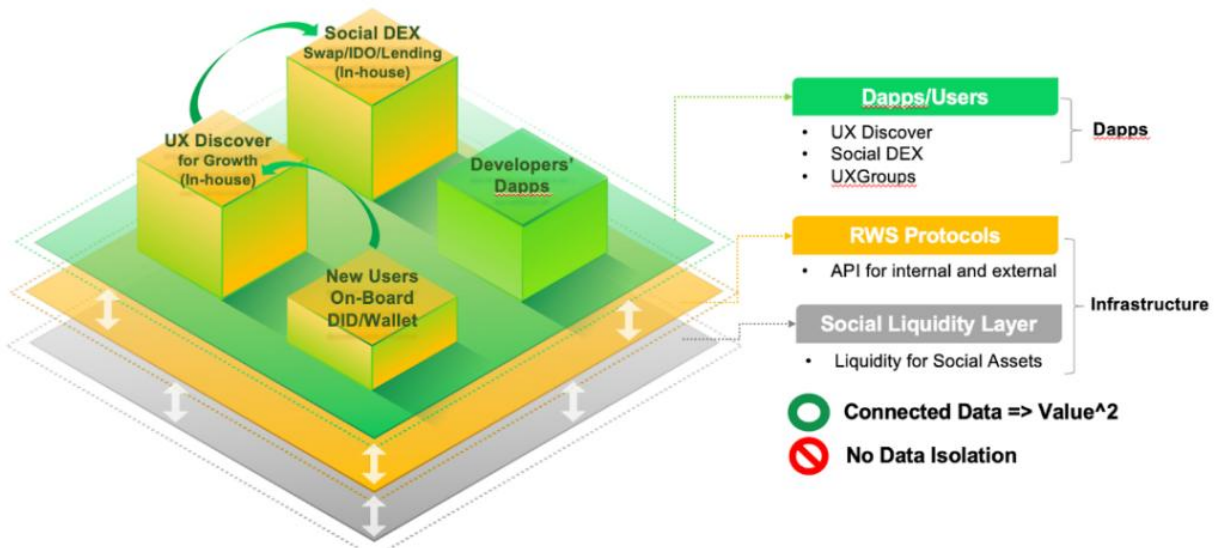 Social DEX
Swap/IDO/Lending
(In-house)
UX Discover
for Growth
(In-house)
Developers'
Dapps
New Users
On-Board
DID/Wallet
Dapps/Users
• UX Discover
• Social DEX
• UXGroups
Dapps
RWS Protocols
• API for internal and external
Infrastructure
Social Liquidity Layer
• Liquidity for Social Assets
Connected Data => Value^2
No Data Isolation